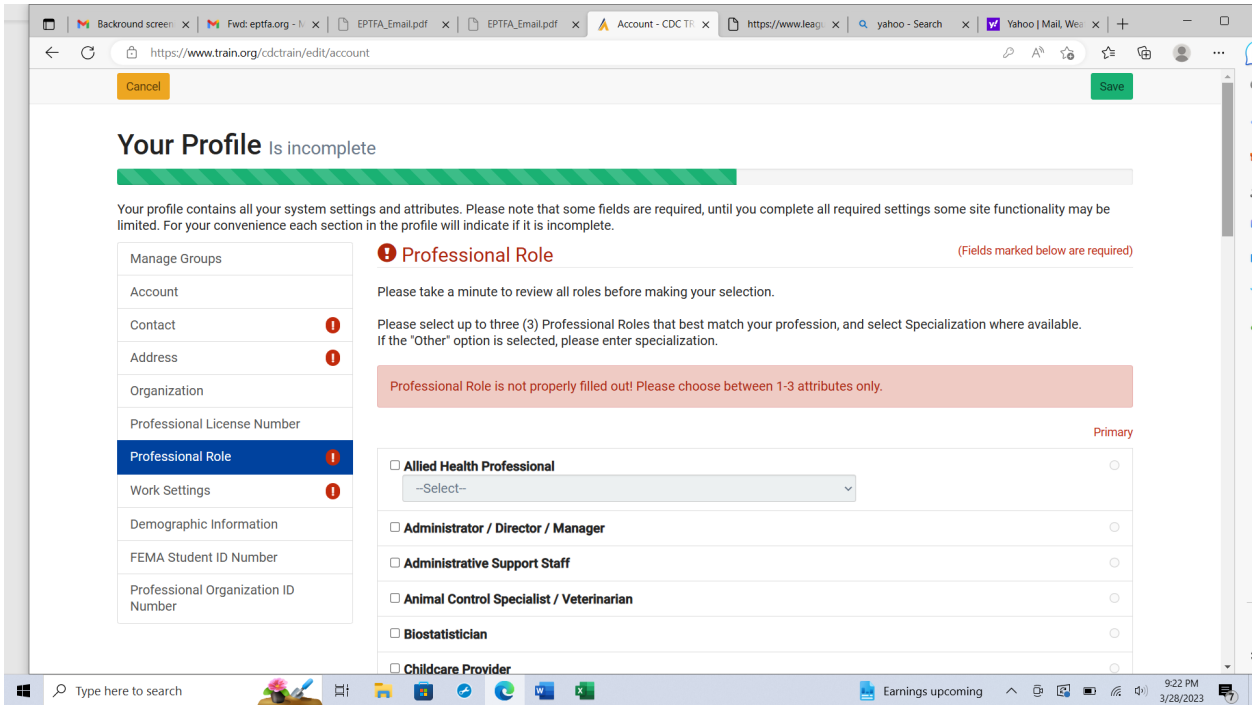 Backround screen
Fwd: eptfa.org - M
EPTFA_Email.pdf
EPTFA_Email.pdf
Account - CDC TR
https://www.leagu
yahoo - Search
Yahoo | Mail, Wea
https://www.train.org/cdctrain/edit/account
Cancel
Save
Your Profile Is incomplete
Your profile contains all your system settings and attributes. Please note that some fields are required, until you complete all required settings some site functionality may be
limited. For your convenience each section in the profile will indicate if it is incomplete.
Manage Groups
Account
Contact
Address
Organization
Professional License Number
Professional Role
Work Settings
Demographic Information
FEMA Student ID Number
Professional Organization ID
Number
Professional Role
(Fields marked below are required)
Please take a minute to review all roles before making your selection.
Please select up to three (3) Professional Roles that best match your profession, and select Specialization where available.
If the "Other" option is selected, please enter specialization.
Professional Role is not properly filled out! Please choose between 1-3 attributes only.
Primary
Allied Health Professional
--Select--
Administrator / Director / Manager
Administrative Support Staff
Animal Control Specialist / Veterinarian
Biostatistician
Childcare Provider
Type here to search
Earnings upcoming
9:22 PM
3/28/2023
7